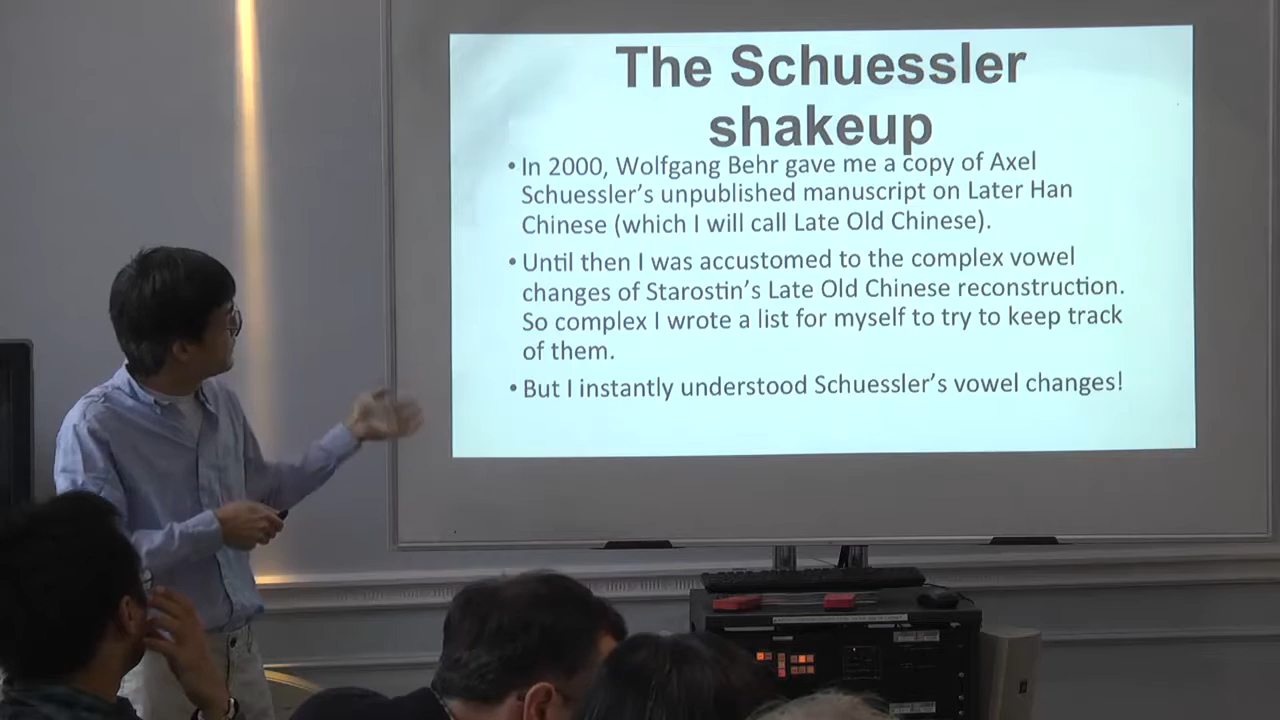 The Schuessler
shakeup
• In 2000, Wolfgang Behr gave me a copy of Axel
Schuessler's unpublished manuscript on Later Han
Chinese (which I will call Late Old Chinese).
• Until then I was accustomed to the complex vowel
changes of Starostin's Late Old Chinese reconstruction.
So complex I wrote a list for myself to try to keep track
of them.
• But I instantly understood Schuessler's vowel changes!